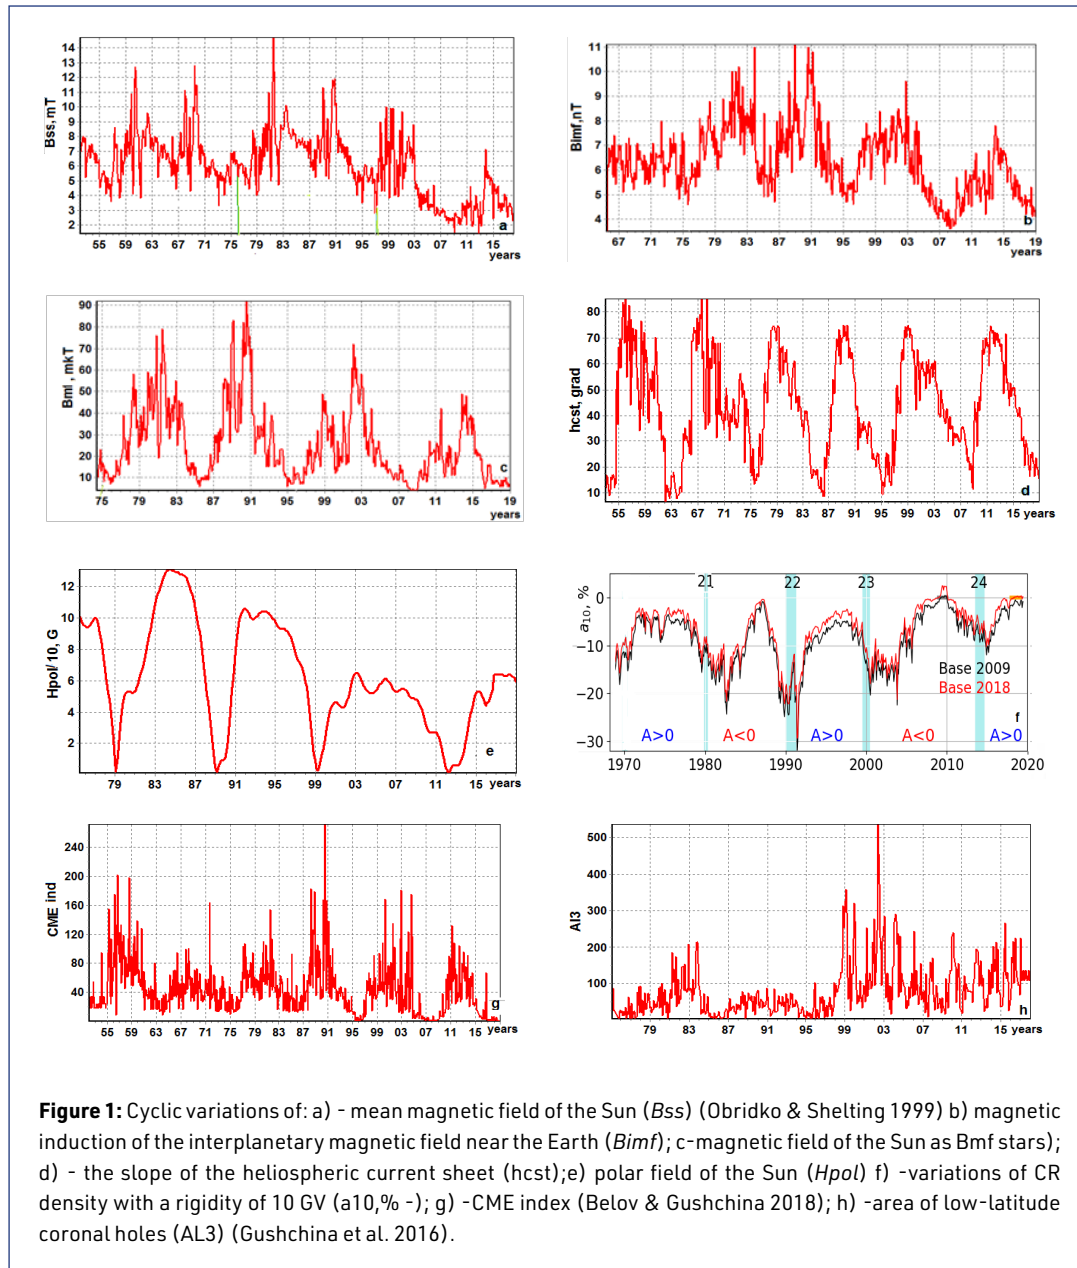 14
13
12
11
10
9
8
7
6
5
4
3
2
Bss, mT
a
55 59 63 67 71 75 79 83 87 91 95 99 03 07 11 15
years
11
10
9
8
7
6
5
4
Bimf,nT
b
67 71 75 79 83 87 91 95 99 03 07 11 15 19
years
90
80
70
60
50
40
30
20
10
Bml , mkT
c
75 79 83 87 91 95 99 03 07 11 15 19
years
80
70
60
50
40
30
20
10
hcst, grad
d
55 59 63 67 71 75 79 83 87 91 95 99 03 07 11 15
years
12
10
8
6
4
2
Hpol/ 10, G
e
79 83 87 91 95 99 03 07 11 15 years
21 22 23 24
0
−10
−20
−30
a10, %
Base 2009
Base 2018
f
A>0 A<0 A>0 A<0 A>0
1970 1980 1990 2000 2010 2020
240
200
160
120
80
40
CME ind
g
55 59 63 67 71 75 79 83 87 91 95 99 03 07 11 15
years
500
400
300
200
100
Al3
h
79 83 87 91 95 99 03 07 11 15 years
Figure 1: Cyclic variations of: a) - mean magnetic field of the Sun (Bss) (Obridko & Shelting 1999) b) magnetic
induction of the interplanetary magnetic field near the Earth (Bimf); c-magnetic field of the Sun as Bmf stars);
d) - the slope of the heliospheric current sheet (hcst);e) polar field of the Sun (Hpol) f) -variations of CR
density with a rigidity of 10 GV (a10,% -); g) -CME index (Belov & Gushchina 2018); h) -area of low-latitude
coronal holes (AL3) (Gushchina et al. 2016).